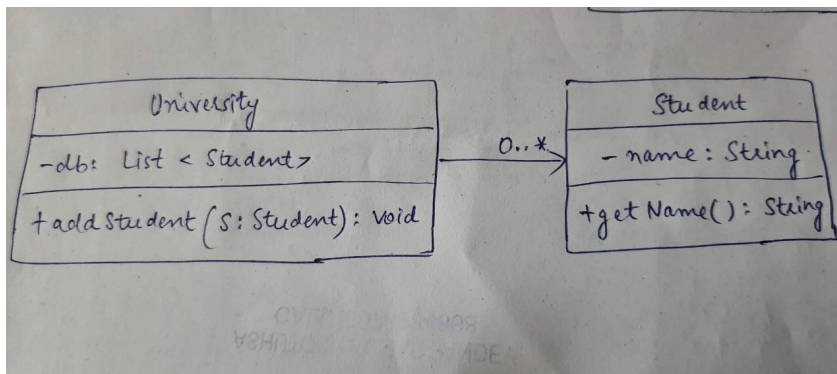 University
-db: List < Student>
+addStudent (S: Student): void
0..*
Student
- name: String
+getName(): String